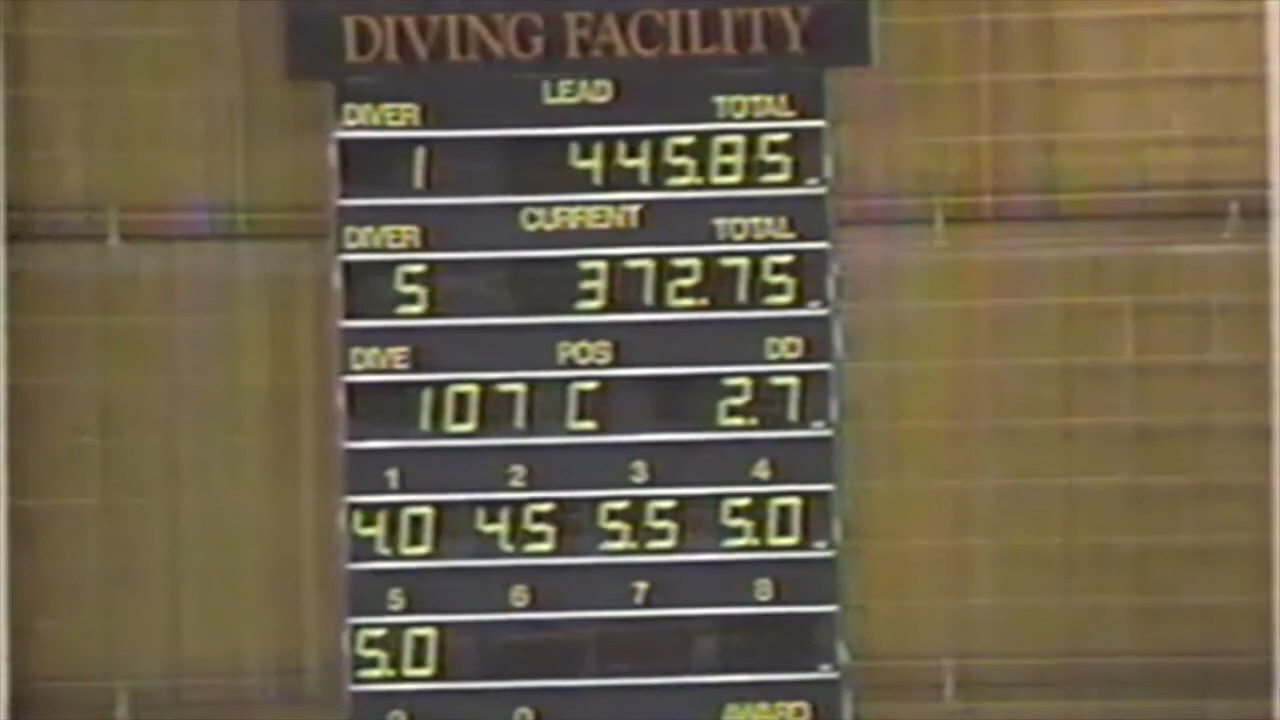 DIVING FACILITY
LEAD
DIVER TOTAL
1 445.85
CURRENT
DIVER TOTAL
5 372.75
DIVE POS DD
107 C 2.7
1 2 3 4
4.0 4.5 5.5 5.0
5 6 7 8
5.0
AWARD